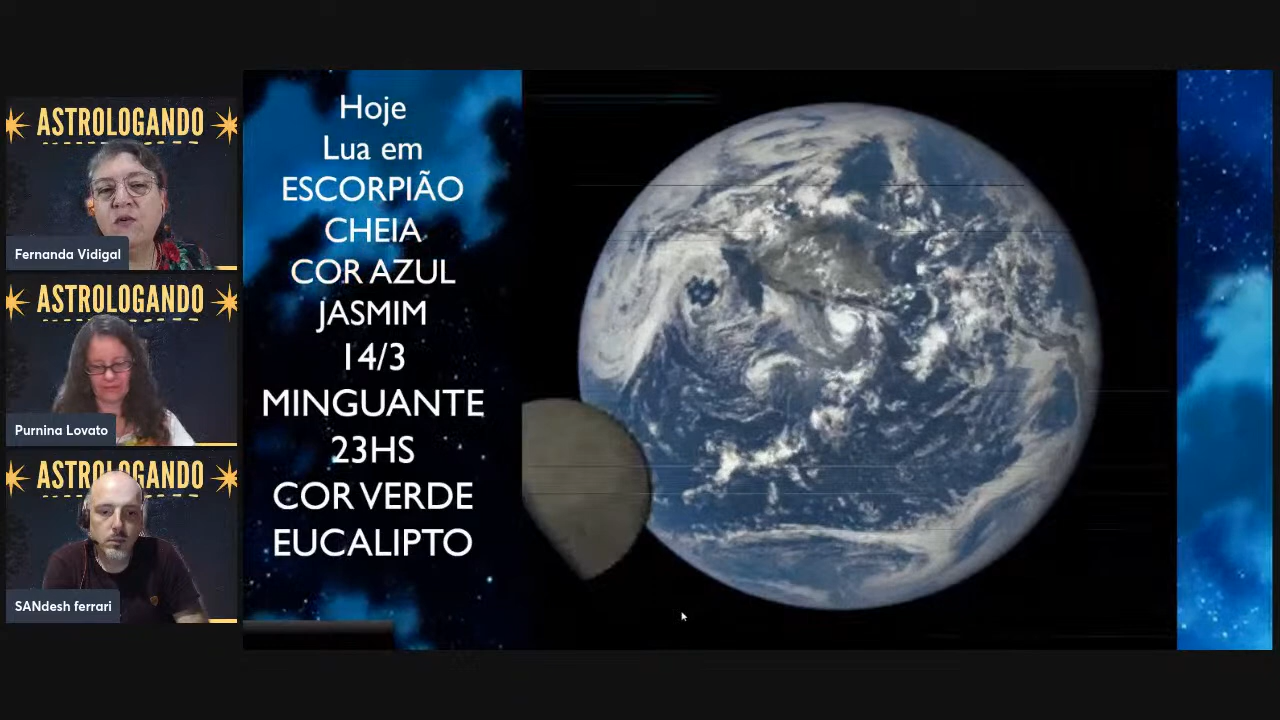 ASTROLOGANDO
Fernanda Vidigal
ASTROLOGANDO
Purnina Lovato
ASTROLOGANDO
SANdesh ferrari
Hoje
Lua em
ESCORPIÃO
CHEIA
COR AZUL
JASMIM
14/3
MINGUANTE
23HS
COR VERDE
EUCALIPTO